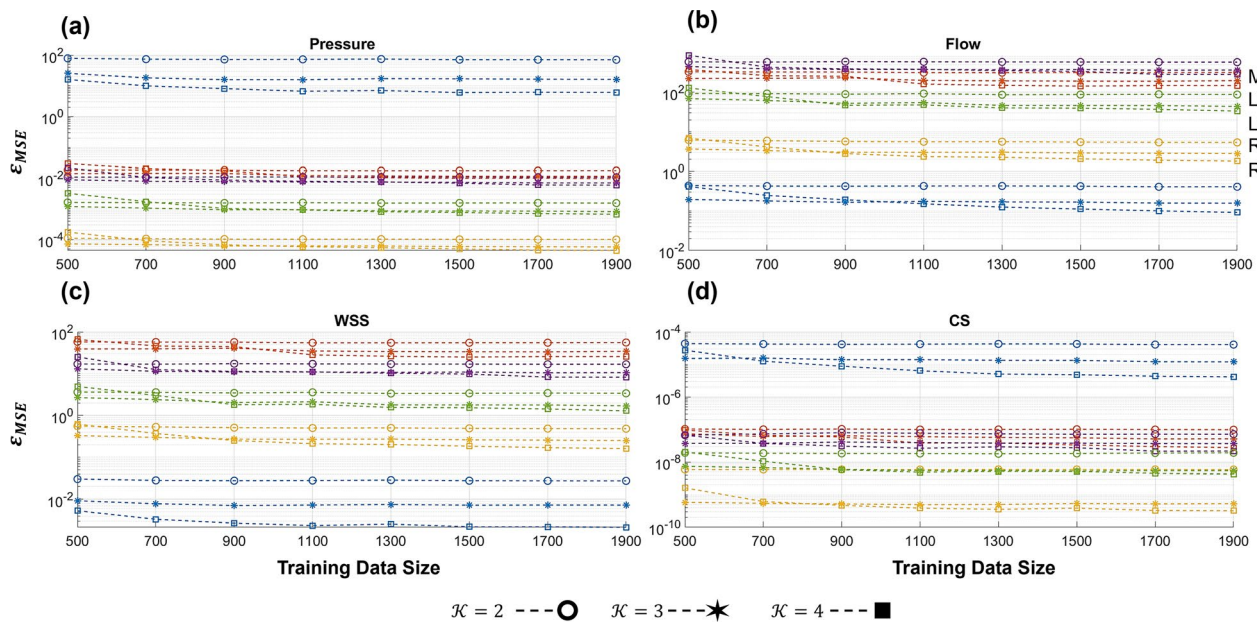 (a)
Pressure
10^2
10^0
10^-2
10^-4
ε_MSE
500 700 900 1100 1300 1500 1700 1900
(b)
Flow
10^2
10^0
10^-2
500 700 900 1100 1300 1500 1700 1900
M
L
L
R
R
(c)
WSS
10^2
10^0
10^-2
ε_MSE
500 700 900 1100 1300 1500 1700 1900
Training Data Size
(d)
CS
10^-4
10^-6
10^-8
10^-10
500 700 900 1100 1300 1500 1700 1900
Training Data Size
𝒦 = 2 𝒦 = 3 𝒦 = 4